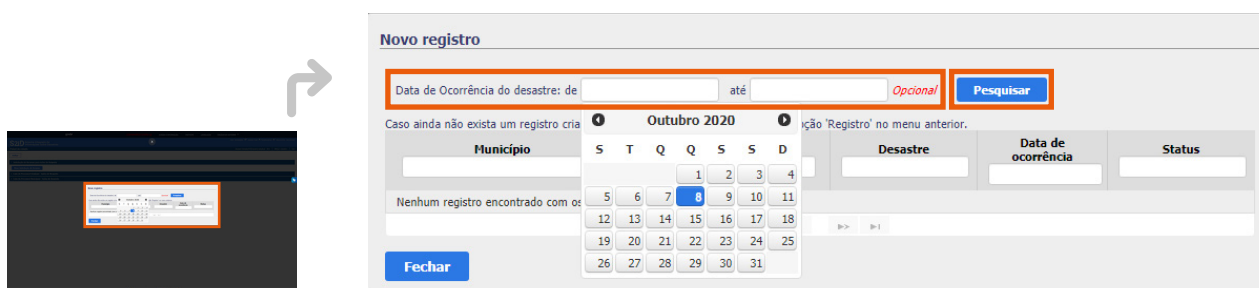 Novo registro
Data de Ocorrência do desastre: de até Opcional Pesquisar
Caso ainda não exista um registro cria pção 'Registro' no menu anterior.
Outubro 2020
Município Desastre Data de ocorrência Status
S T Q Q S S D
1 2 3 4
Nenhum registro encontrado com os 5 6 7 8 9 10 11
12 13 14 15 16 17 18
19 20 21 22 23 24 25
26 27 28 29 30 31
Fechar